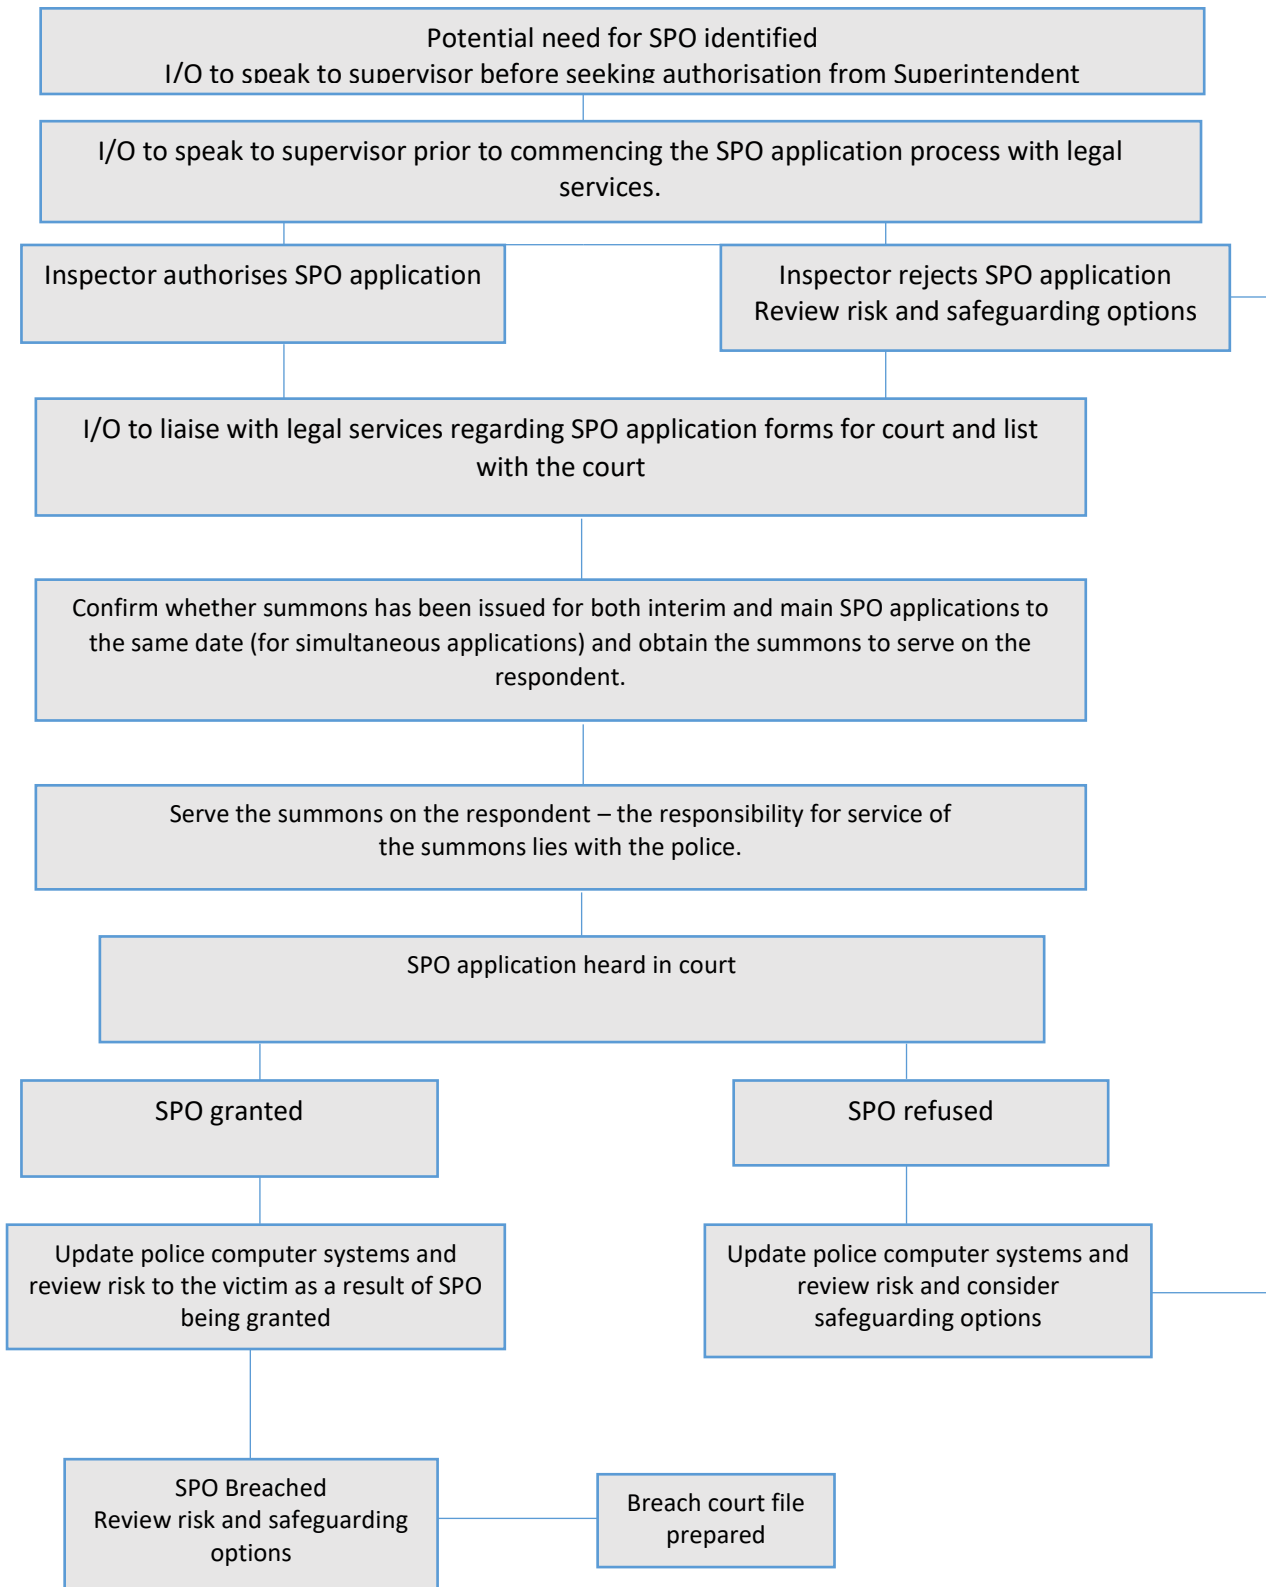 Potential need for SPO identified
I/O to speak to supervisor before seeking authorisation from Superintendent
I/O to speak to supervisor prior to commencing the SPO application process with legal
services.
Inspector authorises SPO application
Inspector rejects SPO application
Review risk and safeguarding options
I/O to liaise with legal services regarding SPO application forms for court and list
with the court
Confirm whether summons has been issued for both interim and main SPO applications to
the same date (for simultaneous applications) and obtain the summons to serve on the
respondent.
Serve the summons on the respondent – the responsibility for service of
the summons lies with the police.
SPO application heard in court
SPO granted
SPO refused
Update police computer systems and
review risk to the victim as a result of SPO
being granted
Update police computer systems and
review risk and consider
safeguarding options
SPO Breached
Review risk and safeguarding
options
Breach court file
prepared